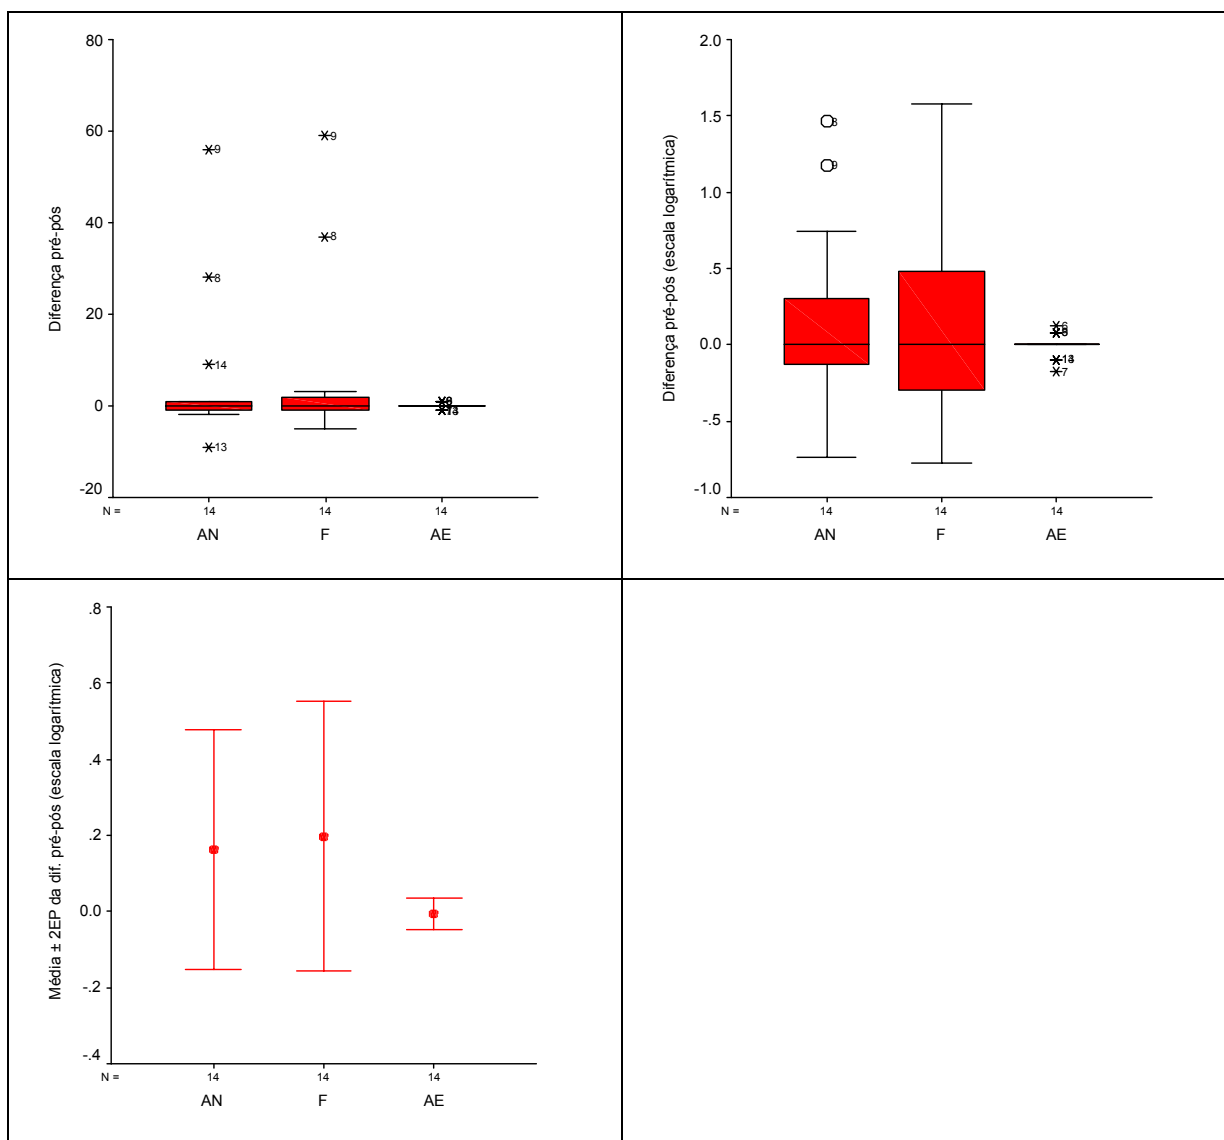 Diferença pré-pós
80
60
40
20
0
-20
9
8
14
13
9
8
N =
14
14
14
AN
F
AE
Diferença pré-pós (escala logarítmica)
2.0
1.5
1.0
.5
0.0
-.5
-1.0
8
9
6
7
N =
14
14
14
AN
F
AE
Média ± 2EP da dif. pré-pós (escala logarítmica)
.8
.6
.4
.2
0.0
-.2
-.4
N =
14
14
14
AN
F
AE